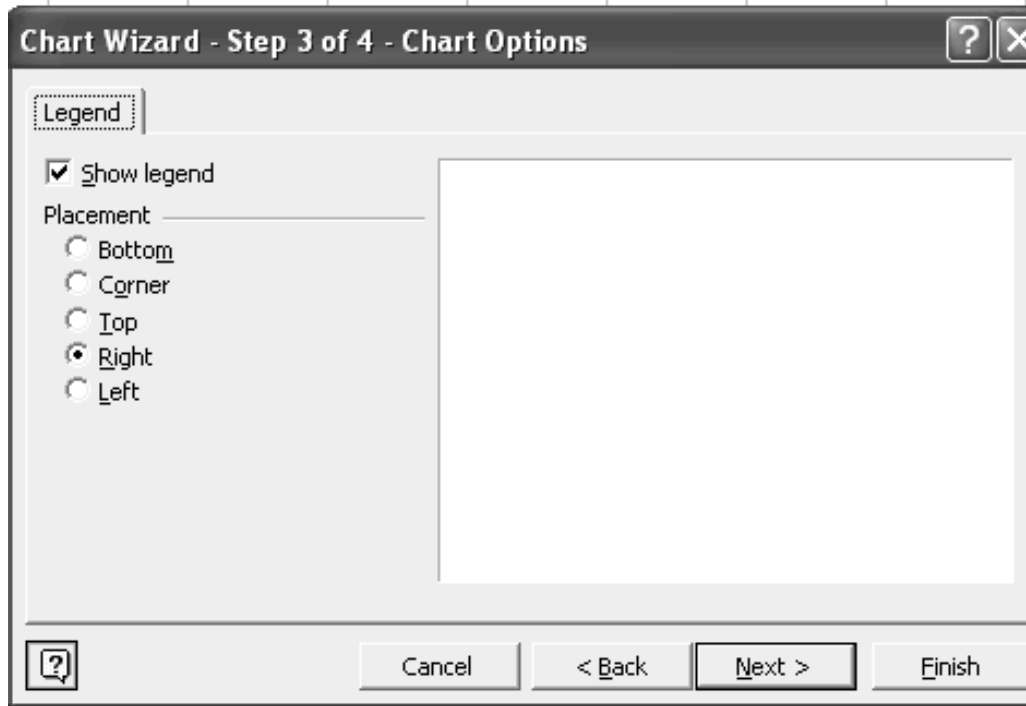 Chart Wizard - Step 3 of 4 - Chart Options
Legend
Show legend
Placement
Bottom
Corner
Top
Right
Left
Cancel < Back Next > Finish